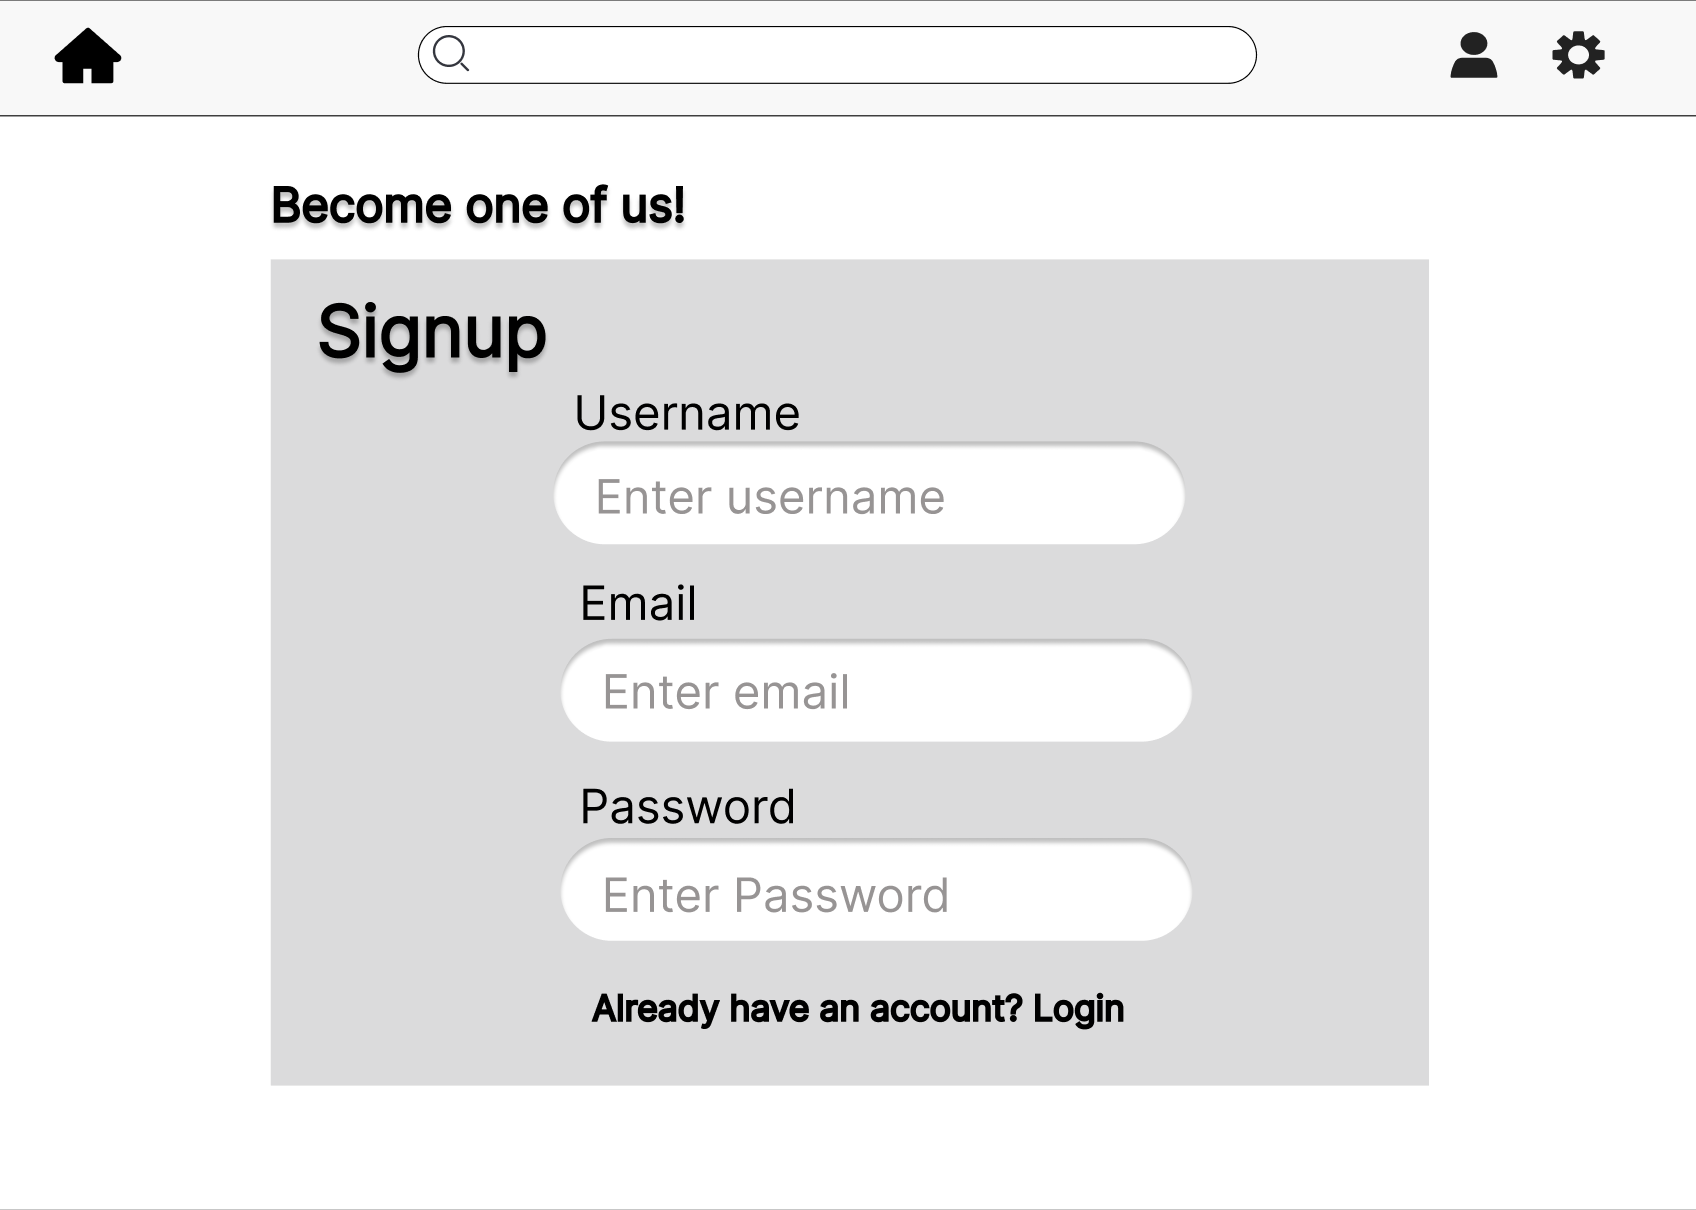 Become one of us!
Signup
Username
Enter username
Email
Enter email
Password
Enter Password
Already have an account? Login